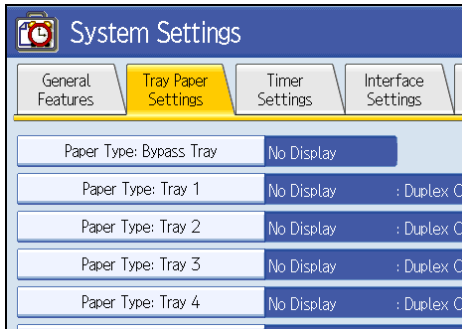 System Settings
General Features
Tray Paper Settings
Timer Settings
Interface Settings
Paper Type: Bypass Tray No Display
Paper Type: Tray 1 No Display : Duplex
Paper Type: Tray 2 No Display : Duplex
Paper Type: Tray 3 No Display : Duplex
Paper Type: Tray 4 No Display : Duplex